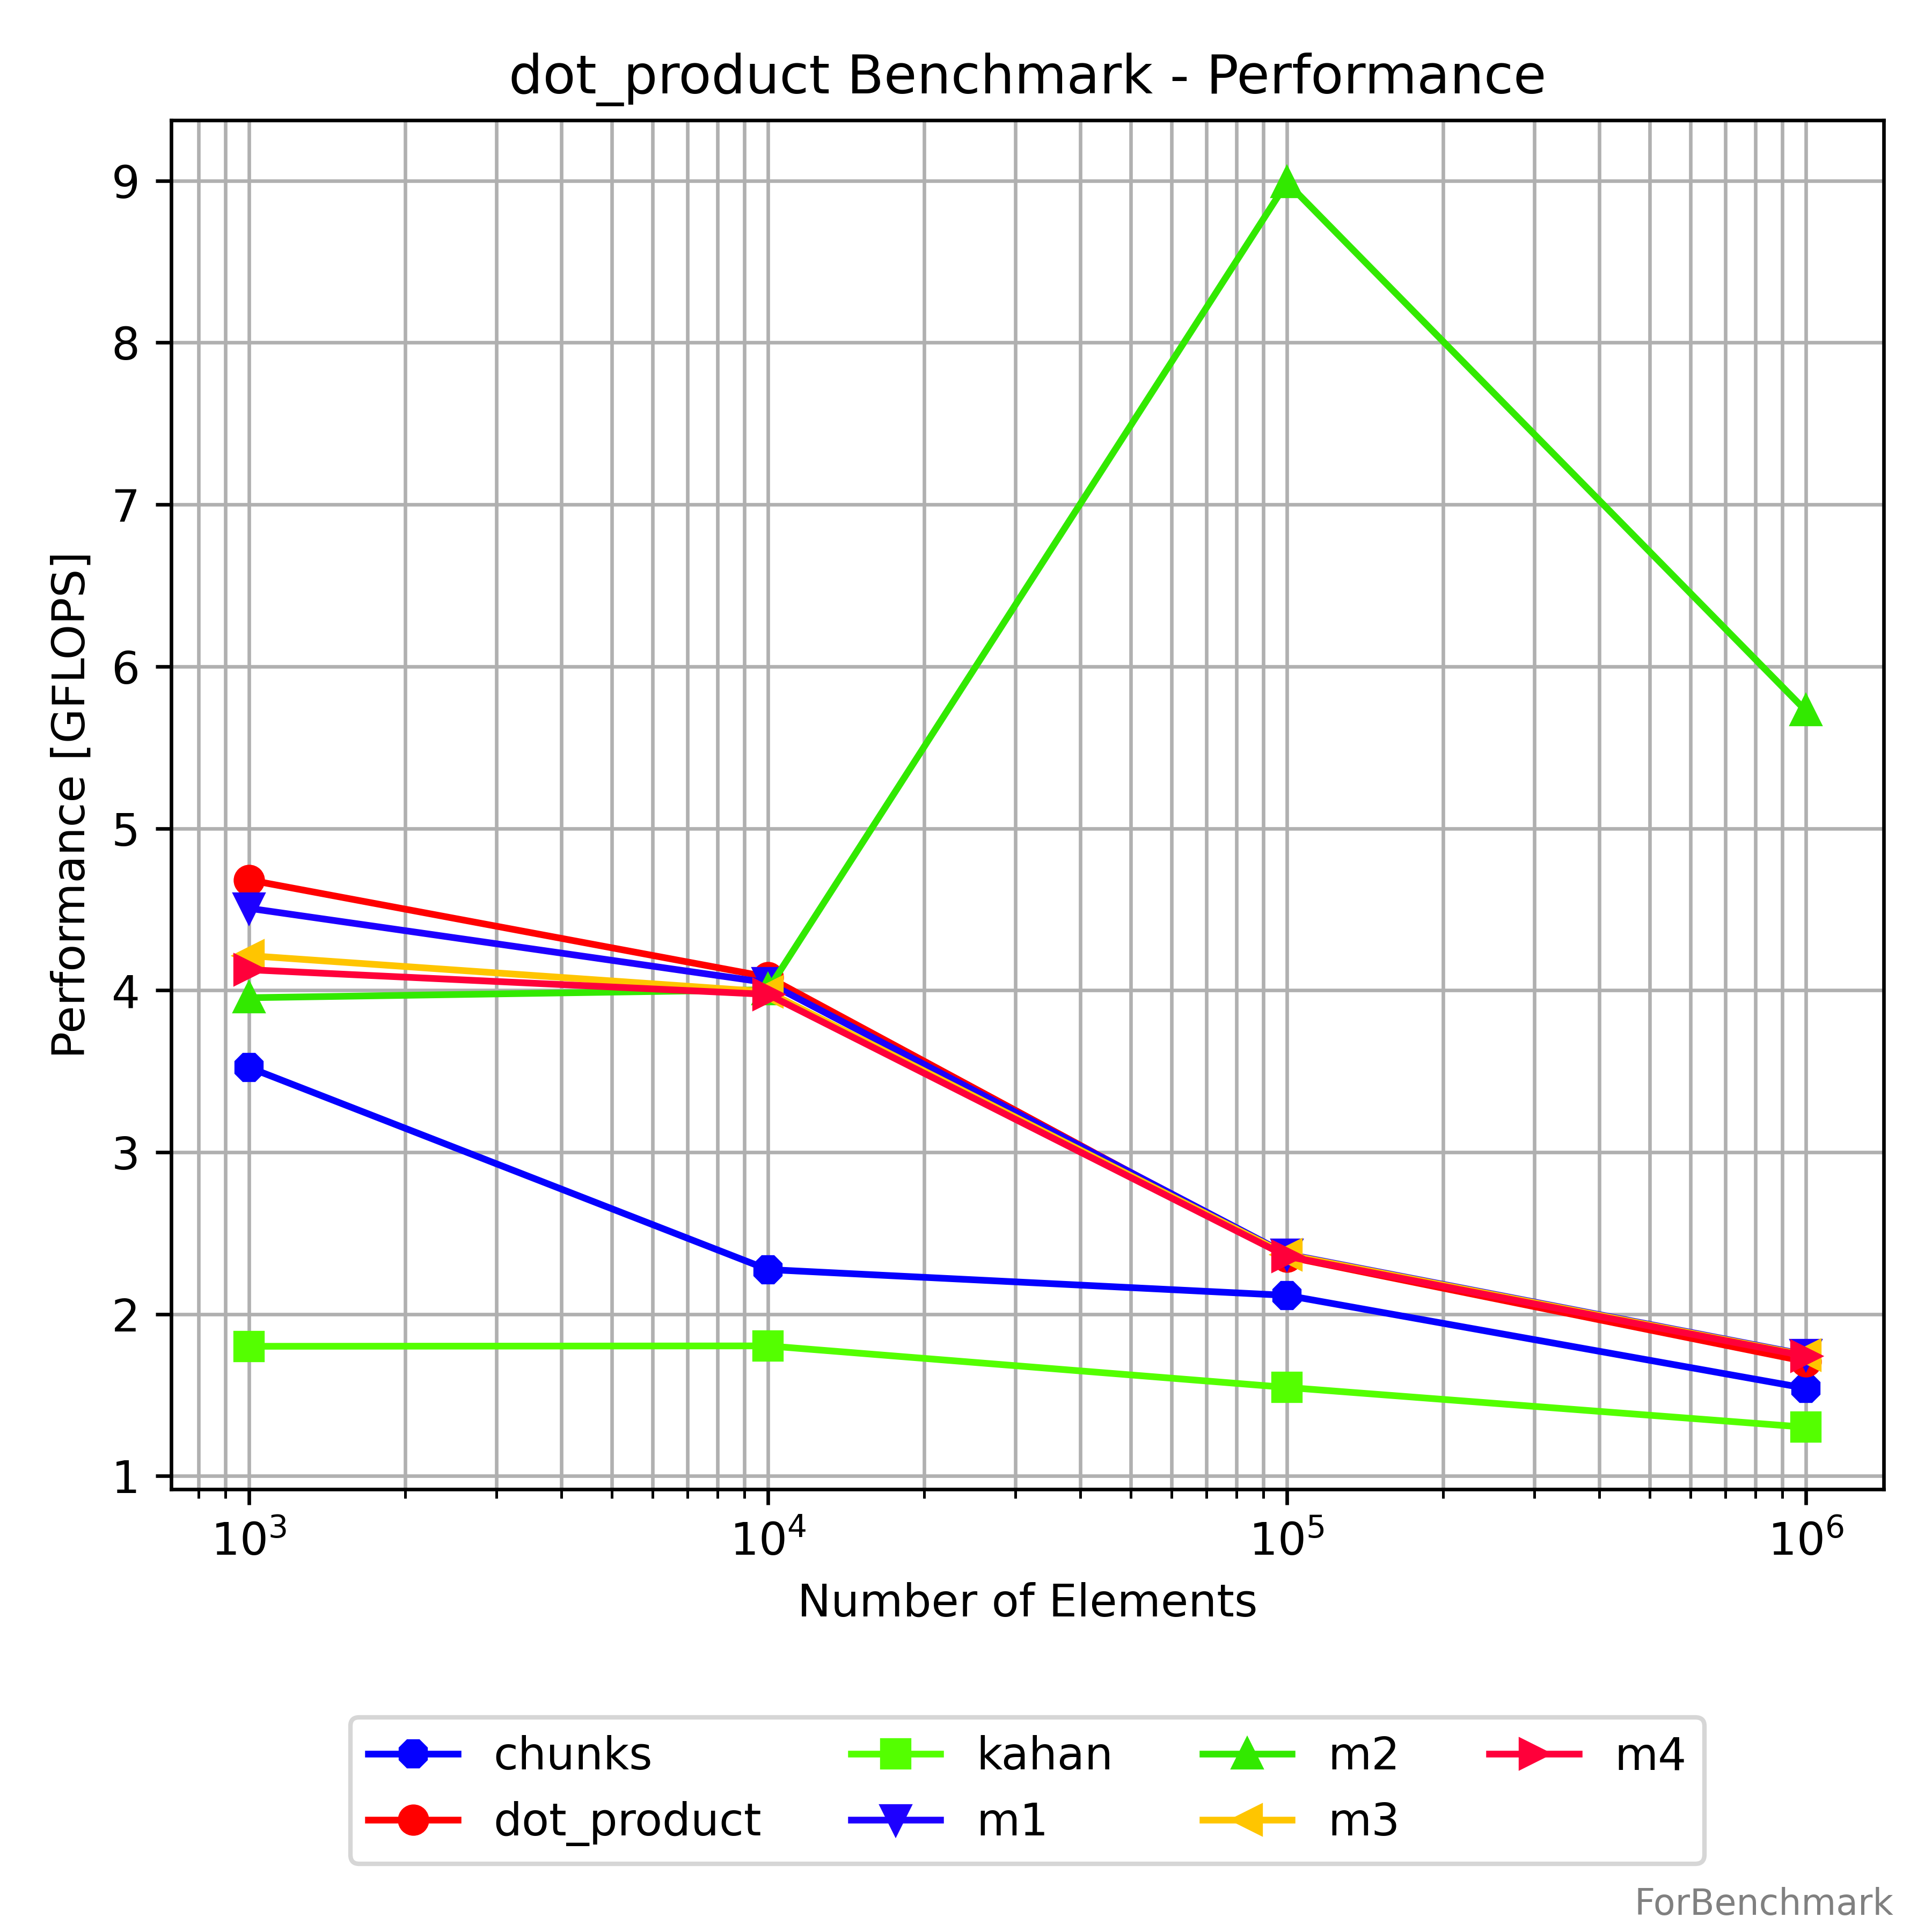 dot_product Benchmark - Performance
Performance [GFLOPS]
9
8
7
6
5
4
3
2
1
10³ 10⁴ 10⁵ 10⁶
Number of Elements
chunks kahan m2 m4
dot_product m1 m3
ForBenchmark